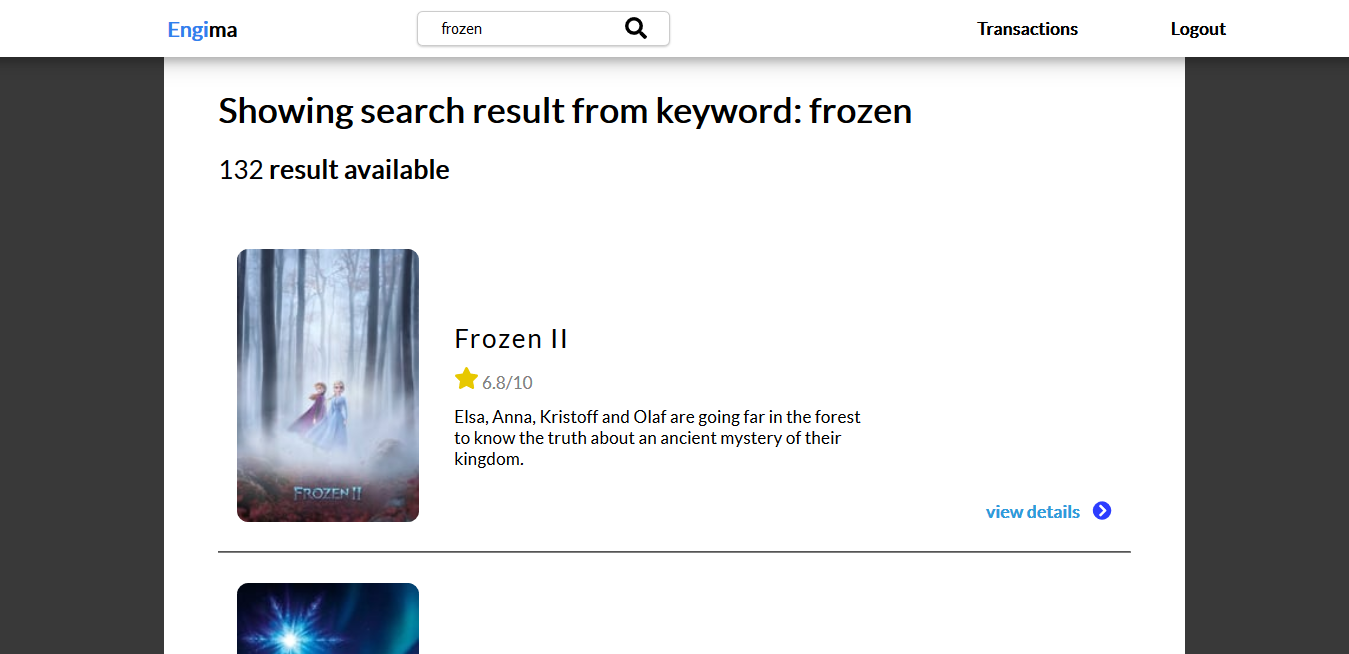 Engima
frozen
Transactions
Logout
Showing search result from keyword: frozen
132 result available
Frozen II
6.8/10
Elsa, Anna, Kristoff and Olaf are going far in the forest
to know the truth about an ancient mystery of their
kingdom.
FROZEN II
view details